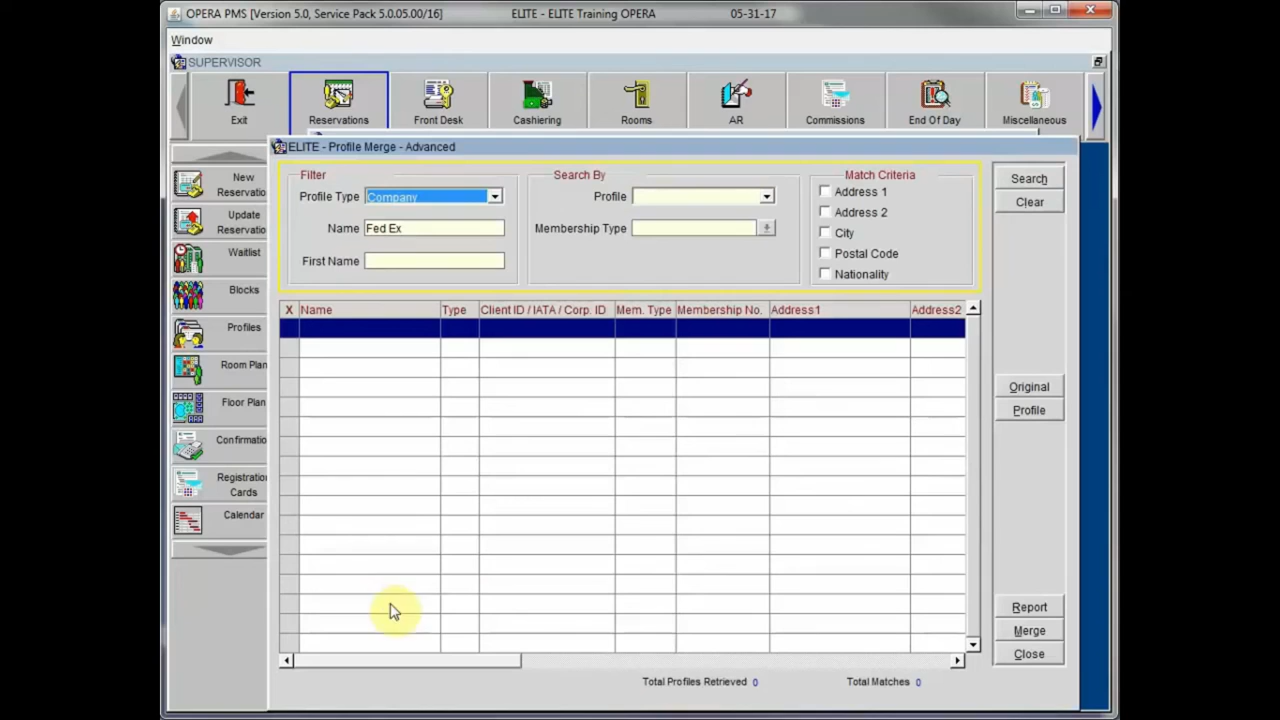 OPERA PMS [Version 5.0, Service Pack 5.0.05.00/16] ELITE - ELITE Training OPERA 05-31-17
Window
SUPERVISOR
Exit Reservations Front Desk Cashiering Rooms AR Commissions End Of Day Miscellaneous
ELITE - Profile Merge - Advanced
New
Reservatio
Update
Reservatio
Waitlist
Blocks
Profiles
Room Plan
Floor Plan
Confirmatio
Registration
Cards
Calendar
Filter
Profile Type Company
Name Fed Ex
First Name
Search By
Profile
Membership Type
Match Criteria
Address 1
Address 2
City
Postal Code
Nationality
Search
Clear
X Name Type Client ID / IATA / Corp. ID Mem. Type Membership No. Address1 Address2
Original
Profile
Report
Merge
Close
Total Profiles Retrieved 0 Total Matches 0